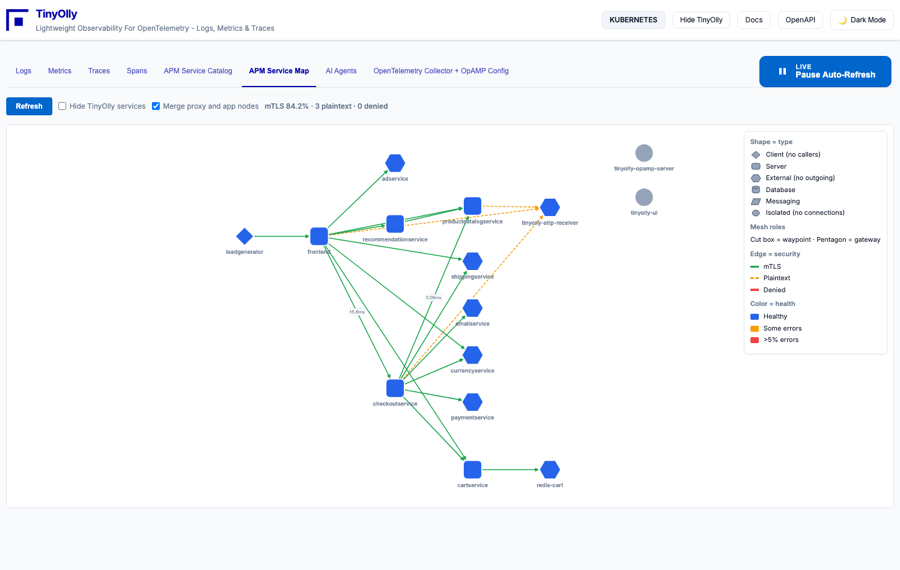 TinyOlly
Lightweight Observability For OpenTelemetry - Logs, Metrics & Traces
KUBERNETES
Hide TinyOlly
Docs
OpenAPI
🌙 Dark Mode
Logs
Metrics
Traces
Spans
APM Service Catalog
APM Service Map
AI Agents
OpenTelemetry Collector + OpAMP Config
LIVE
Pause Auto-Refresh
Refresh
Hide TinyOlly services
Merge proxy and app nodes
mTLS 84.2% · 3 plaintext · 0 denied
adservice
tinyolly-opamp-server
tinyolly-ui
productcatalogservice
tinyolly-otlp-receiver
recommendationservice
loadgenerator
frontend
shippingservice
0.09ms
15.8ms
emailservice
currencyservice
checkoutservice
paymentservice
cartservice
redis-cart
Shape = type
Client (no callers)
Server
External (no outgoing)
Database
Messaging
Isolated (no connections)
Mesh roles
Cut box = waypoint · Pentagon = gateway
Edge = security
mTLS
Plaintext
Denied
Color = health
Healthy
Some errors
>5% errors